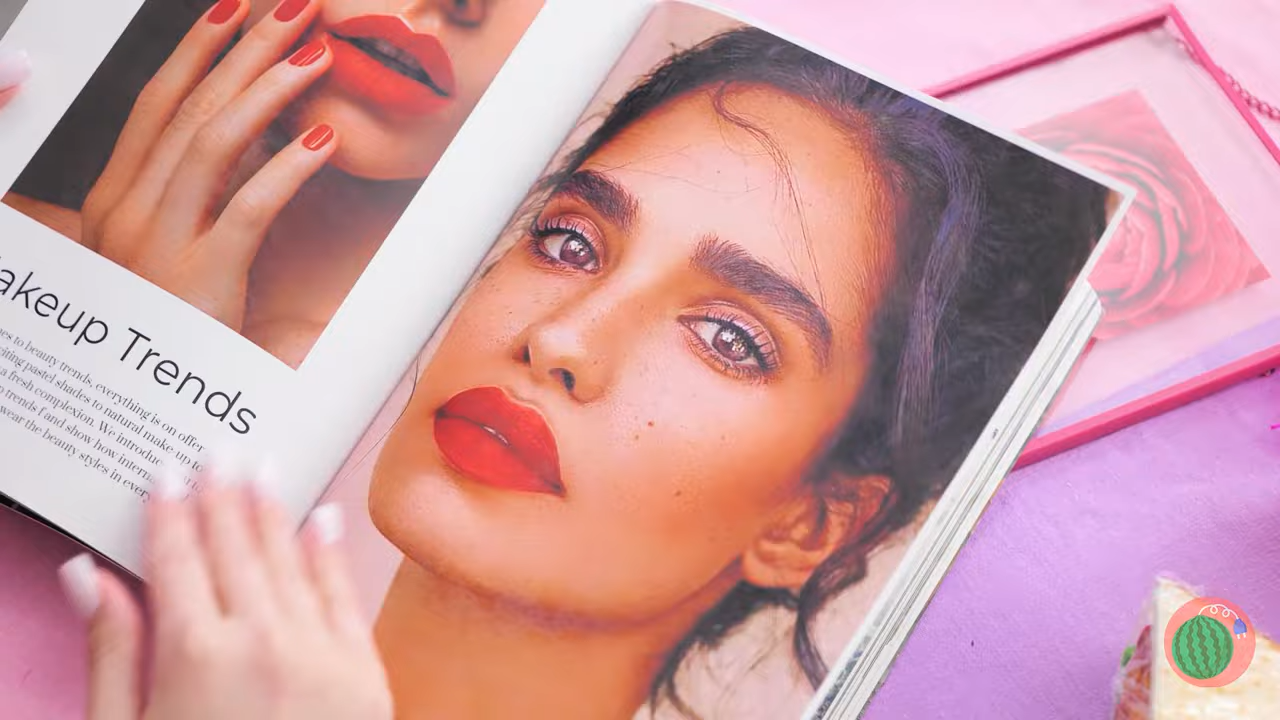 akeup Trends
es to beauty trends, everything is on offer
citing pastel shades to natural make up to
a fresh complexion. We introduc
trends f and show how intern
wear the beauty styles in every